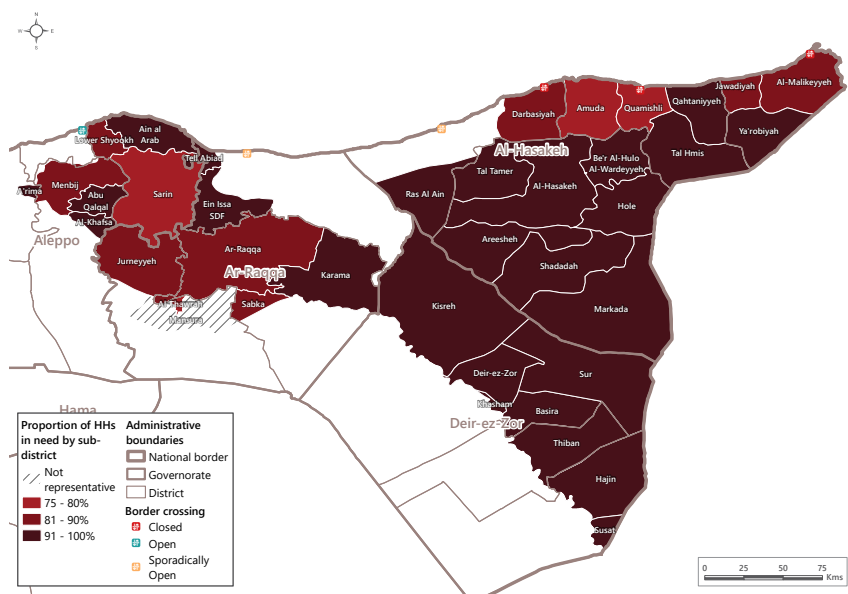 N
W E
S
Al-Malikeyyeh
Jawadiyah
Qahtaniyyeh
Quamishli
Amuda
Darbasiyah
Ya'robiyah
Tal Hmis
Ain al
Arab
Lower Shyookh
Tell Abiad
Al-Hasakeh
Be'r Al-Hulo
Al-Wardeyyeh
Tal Tamer
Al-Hasakeh
Ras Al Ain
Hole
Menbij
Sarin
A'rima
Abu
Qalqal
Ein Issa
SDF
Al-Khafsa
Aleppo
Areesheh
Ar-Raqqa
Jurneyyeh
Shadadah
Ar-Raqqa
Karama
Al-Thawrah
Sabka
Mansura
Kisreh
Markada
Deir-ez-Zor
Sur
Khasham
Basira
Hama
Deir-ez-Zor
Thiban
Hajin
Susat
Proportion of HHs
in need by sub-
district
Not
representative
75 - 80%
81 - 90%
91 - 100%
Administrative
boundaries
National border
Governorate
District
Border crossing
Closed
Open
Sporadically
Open
0 25 50 75
Kms